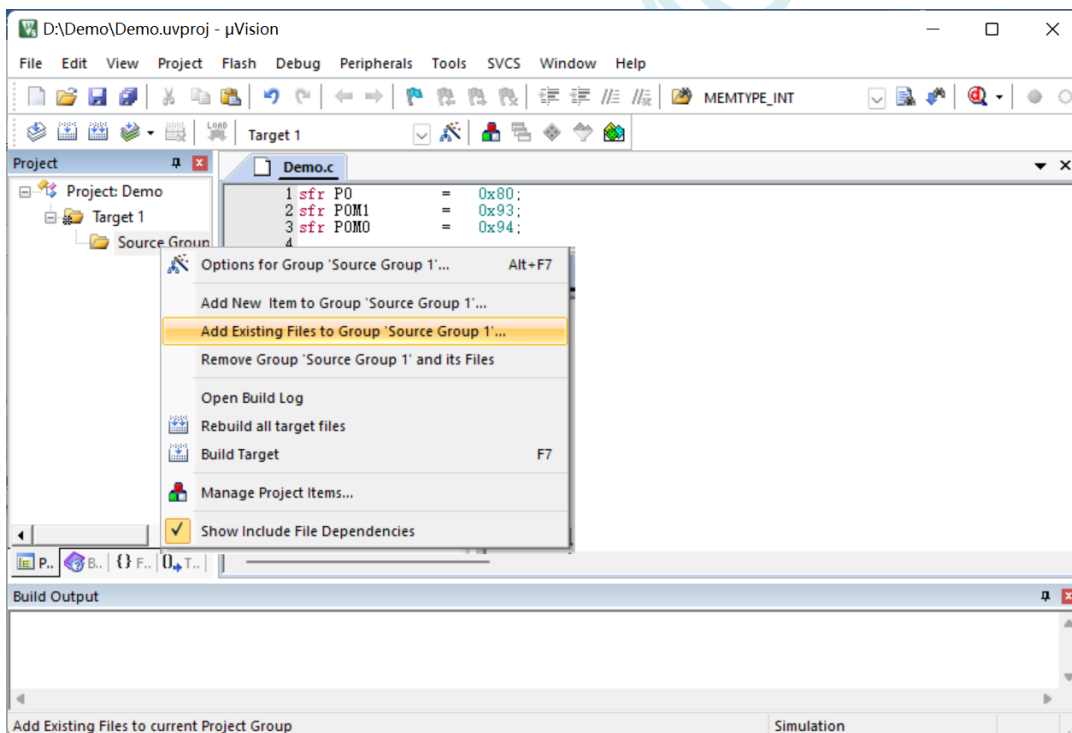 D:\Demo\Demo.uvproj - µVision
File Edit View Project Flash Debug Peripherals Tools SVCS Window Help
MEMTYPE_INT
LOAD Target 1
Project
Demo.c
Project: Demo
Target 1
Source Group
1 sfr P0 = 0x80;
2 sfr P0M1 = 0x93;
3 sfr P0M0 = 0x94;
4
Options for Group 'Source Group 1'... Alt+F7
Add New Item to Group 'Source Group 1'...
Add Existing Files to Group 'Source Group 1'...
Remove Group 'Source Group 1' and its Files
Open Build Log
Rebuild all target files
Build Target F7
Manage Project Items...
Show Include File Dependencies
P.. B.. {} F.. 0 T..
Build Output
Add Existing Files to current Project Group Simulation